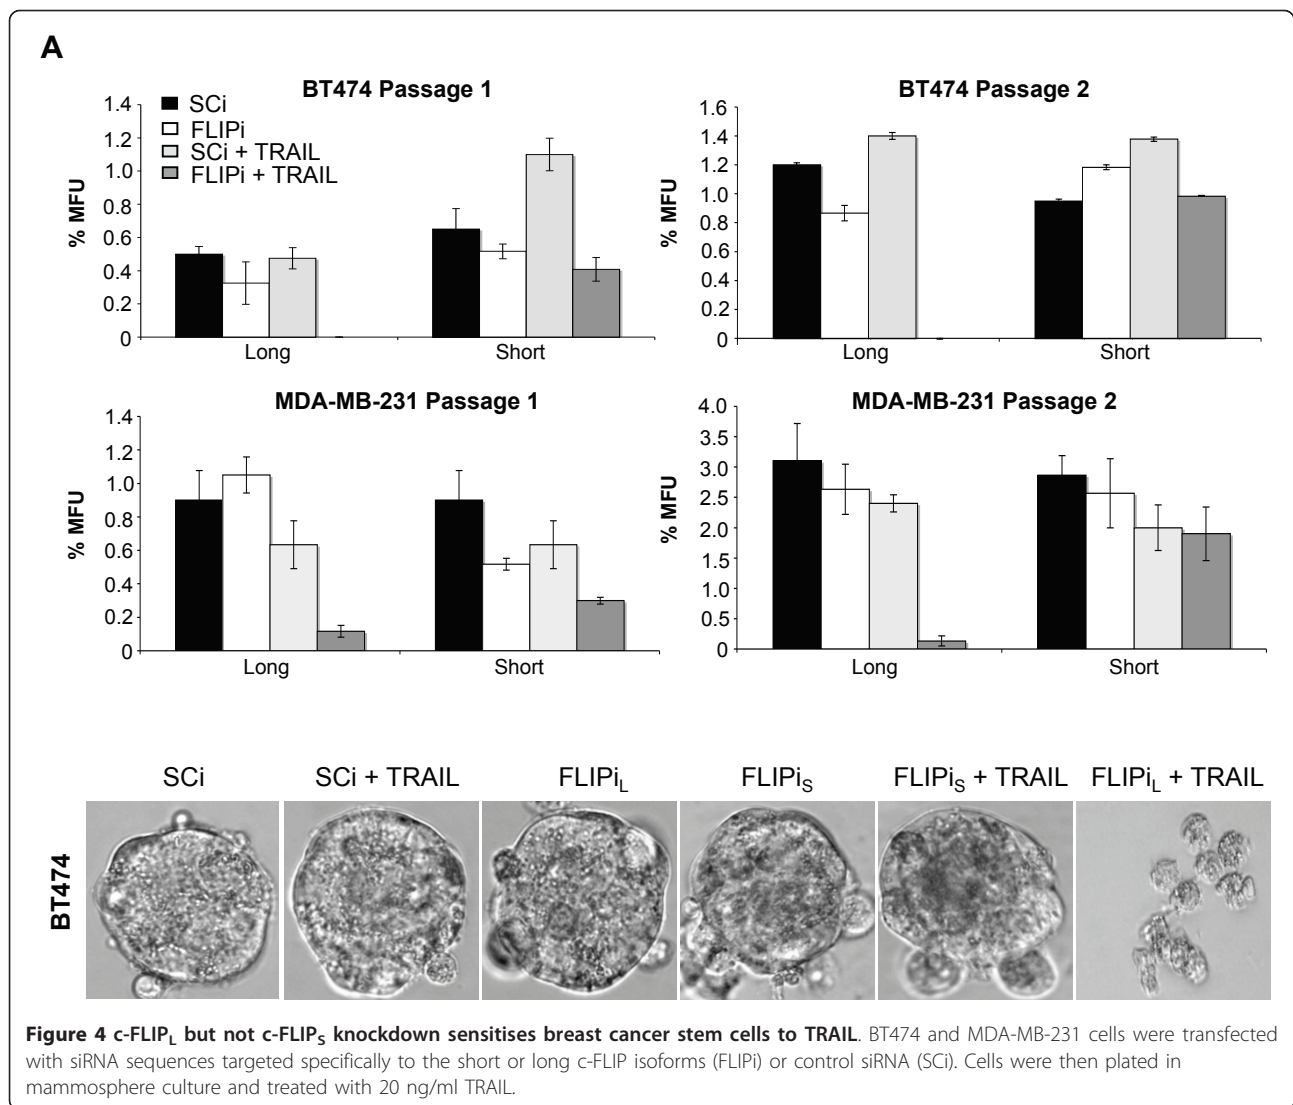 A
BT474 Passage 1
SCi
FLIPi
SCi + TRAIL
FLIPi + TRAIL
% MFU
1.4
1.2
1.0
0.8
0.6
0.4
0.2
0
Long
Short
BT474 Passage 2
% MFU
1.6
1.4
1.2
1.0
0.8
0.6
0.4
0.2
0
Long
Short
MDA-MB-231 Passage 1
% MFU
1.4
1.2
1.0
0.8
0.6
0.4
0.2
0
Long
Short
MDA-MB-231 Passage 2
% MFU
4.0
3.5
3.0
2.5
2.0
1.5
1.0
0.5
0
Long
Short
SCi
SCi + TRAIL
FLIPiL
FLIPiS
FLIPiS + TRAIL
FLIPiL + TRAIL
BT474
Figure 4 c-FLIPL but not c-FLIPS knockdown sensitises breast cancer stem cells to TRAIL. BT474 and MDA-MB-231 cells were transfected
with siRNA sequences targeted specifically to the short or long c-FLIP isoforms (FLIPi) or control siRNA (SCi). Cells were then plated in
mammosphere culture and treated with 20 ng/ml TRAIL.